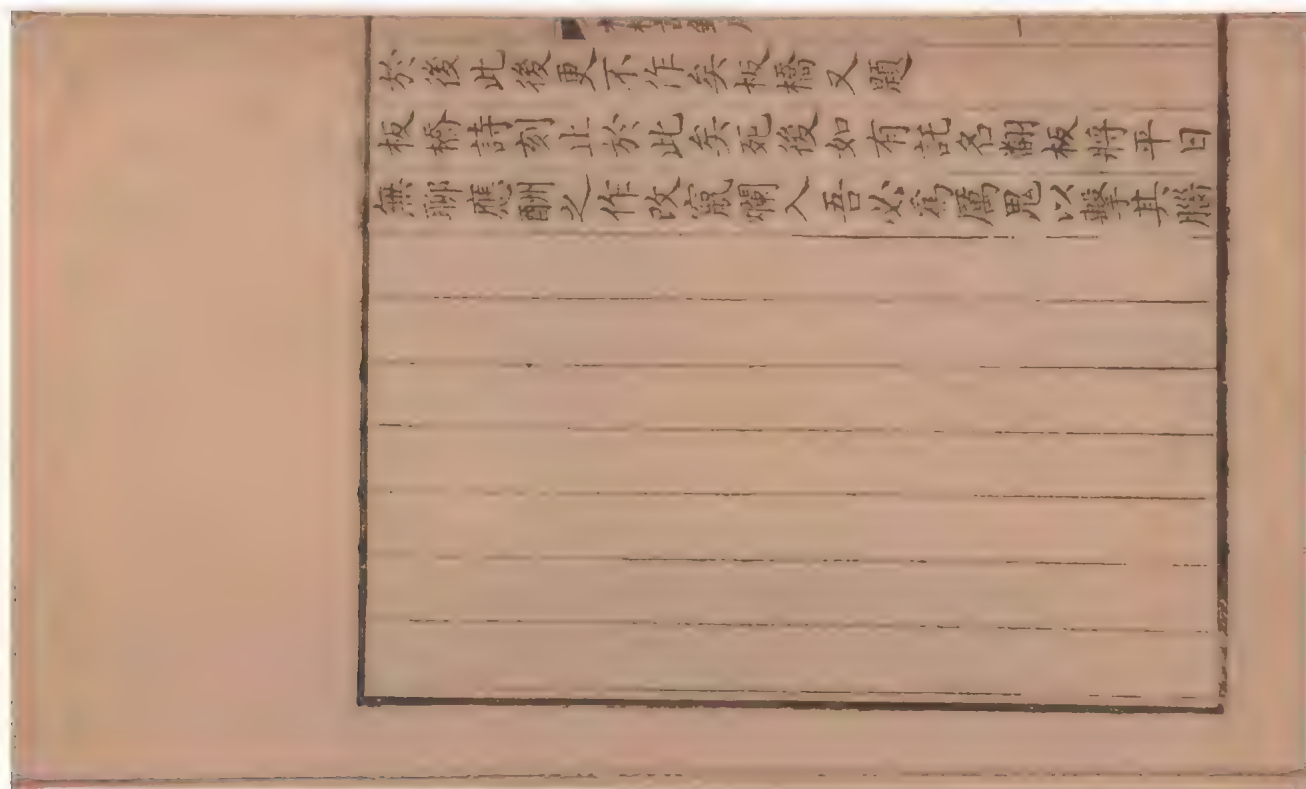 於後此後更不作矣板橋又題
板橋詩刻止於此矣死後如有託名翻板將平日
無聊應酬之作改竄爛入吾必為厲鬼以擊其腦